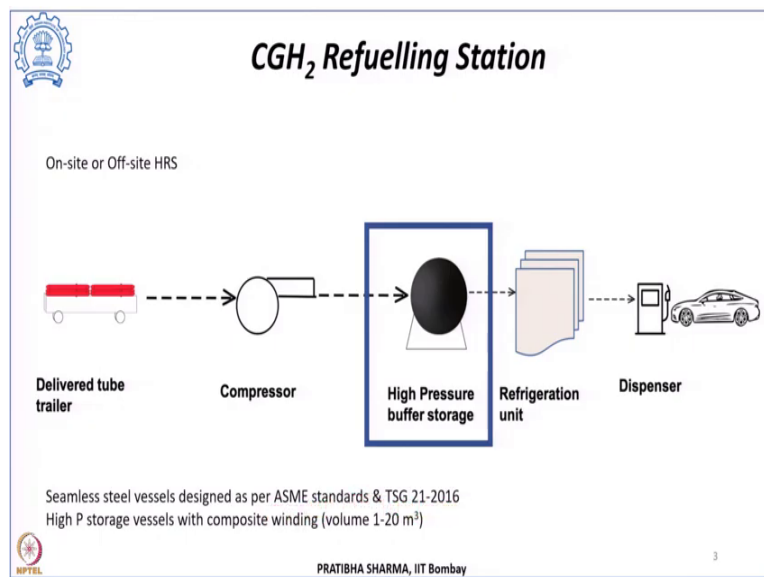 CGH₂ Refuelling Station
On-site or Off-site HRS
Delivered tube
trailer
Compressor
High Pressure
buffer storage
Refrigeration
unit
Dispenser
Seamless steel vessels designed as per ASME standards & TSG 21-2016
High P storage vessels with composite winding (volume 1-20 m³)
NPTEL
PRATIBHA SHARMA, IIT Bombay
3